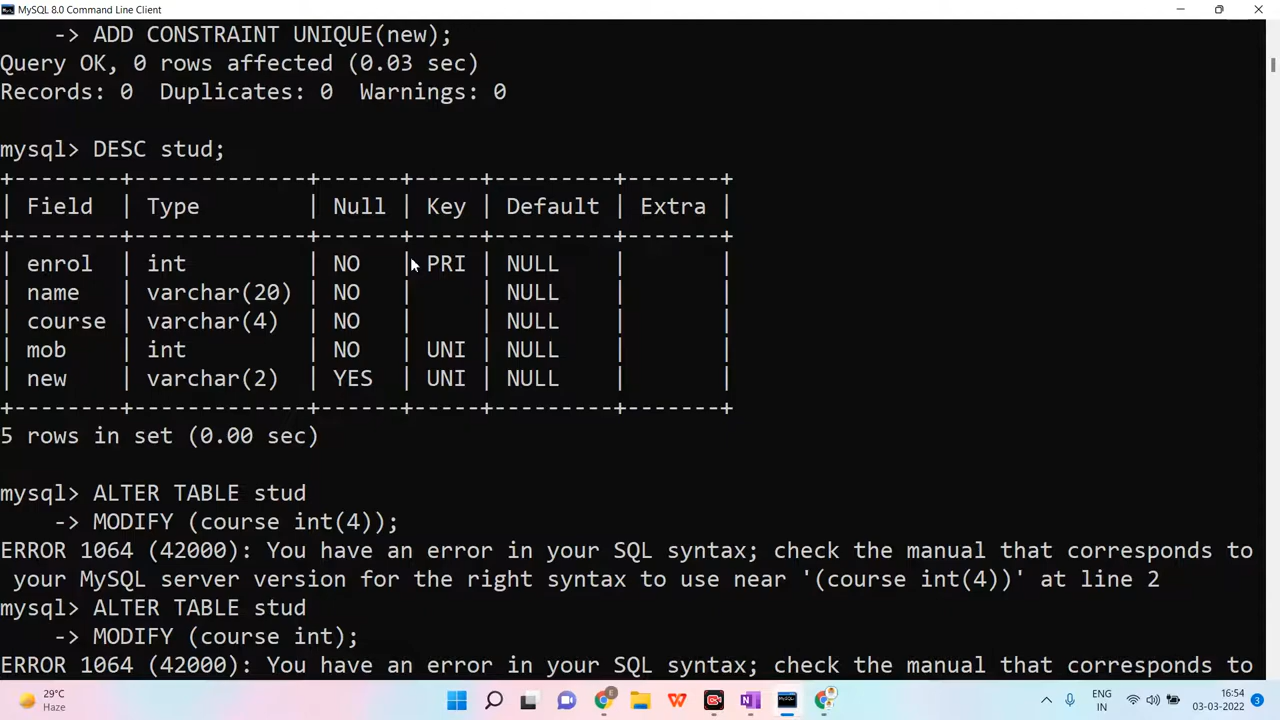 MySQL 8.0 Command Line Client
-> ADD CONSTRAINT UNIQUE(new);
Query OK, 0 rows affected (0.03 sec)
Records: 0  Duplicates: 0  Warnings: 0
mysql> DESC stud;
+--------+-------------+------+-----+---------+-------+
| Field  | Type        | Null | Key | Default | Extra |
+--------+-------------+------+-----+---------+-------+
| enrol  | int         | NO   | PRI | NULL    |       |
| name   | varchar(20) | NO   |     | NULL    |       |
| course | varchar(4)  | NO   |     | NULL    |       |
| mob    | int         | NO   | UNI | NULL    |       |
| new    | varchar(2)  | YES  | UNI | NULL    |       |
+--------+-------------+------+-----+---------+-------+
5 rows in set (0.00 sec)
mysql> ALTER TABLE stud
-> MODIFY (course int(4));
ERROR 1064 (42000): You have an error in your SQL syntax; check the manual that corresponds to
your MySQL server version for the right syntax to use near '(course int(4))' at line 2
mysql> ALTER TABLE stud
-> MODIFY (course int);
ERROR 1064 (42000): You have an error in your SQL syntax; check the manual that corresponds to
29°C
Haze
ENG
IN
16:54
03-03-2022
3